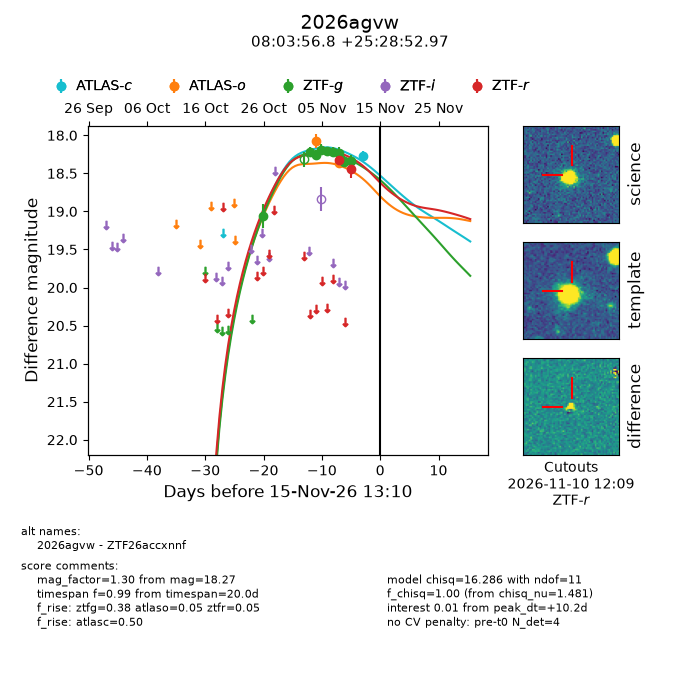 2026agvw
08:03:56.8 +25:28:52.97
ATLAS-c ATLAS-o ZTF-g ZTF-i ZTF-r
26 Sep 06 Oct 16 Oct 26 Oct 05 Nov 15 Nov 25 Nov
18.0
18.5
19.0
19.5
20.0
20.5
21.0
21.5
22.0
Difference magnitude
−50 −40 −30 −20 −10 0 10
Days before 15-Nov-26 13:10
science
template
difference
Cutouts
2026-11-10 12:09
ZTF-r
alt names:
2026agvw - ZTF26accxnnf
score comments:
mag_factor=1.30 from mag=18.27
timespan f=0.99 from timespan=20.0d
f_rise: ztfg=0.38 atlaso=0.05 ztfr=0.05
f_rise: atlasc=0.50
model chisq=16.286 with ndof=11
f_chisq=1.00 (from chisq_nu=1.481)
interest 0.01 from peak_dt=+10.2d
no CV penalty: pre-t0 N_det=4